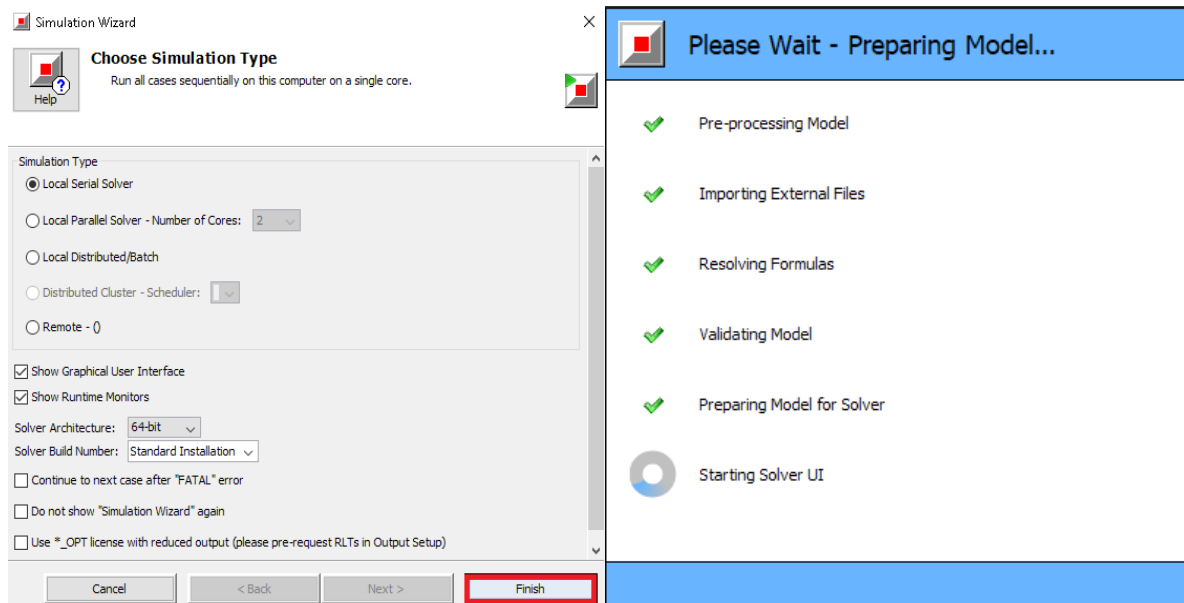 Simulation Wizard
Choose Simulation Type
Run all cases sequentially on this computer on a single core.
Help
Simulation Type
Local Serial Solver
Local Parallel Solver - Number of Cores: 2
Local Distributed/Batch
Distributed Cluster - Scheduler:
Remote - ()
Show Graphical User Interface
Show Runtime Monitors
Solver Architecture: 64-bit
Solver Build Number: Standard Installation
Continue to next case after "FATAL" error
Do not show "Simulation Wizard" again
Use *_OPT license with reduced output (please pre-request RLTs in Output Setup)
Cancel < Back Next > Finish
Please Wait - Preparing Model...
Pre-processing Model
Importing External Files
Resolving Formulas
Validating Model
Preparing Model for Solver
Starting Solver UI